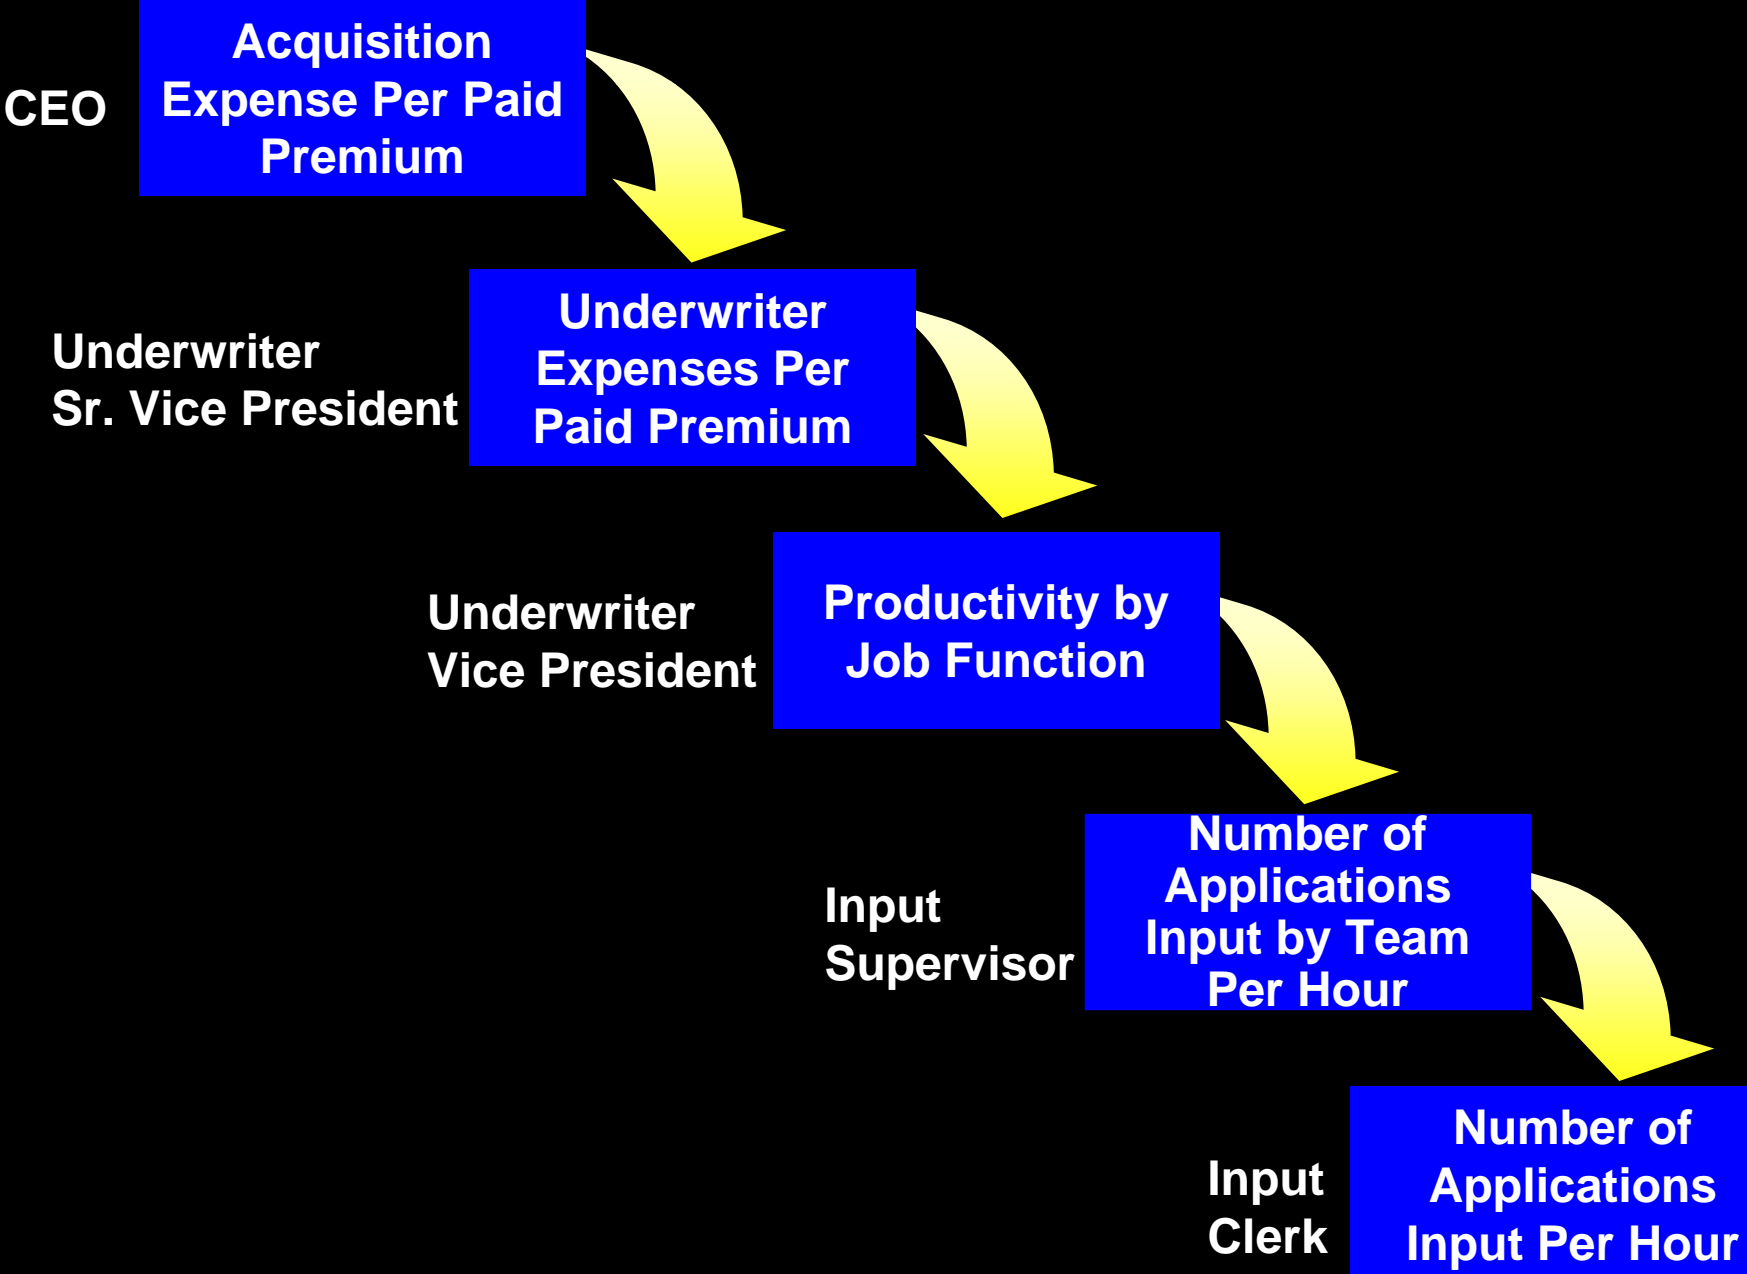 CEO
Acquisition
Expense Per Paid
Premium
Underwriter
Sr. Vice President
Underwriter
Expenses Per
Paid Premium
Underwriter
Vice President
Productivity by
Job Function
Input
Supervisor
Number of
Applications
Input by Team
Per Hour
Input
Clerk
Number of
Applications
Input Per Hour